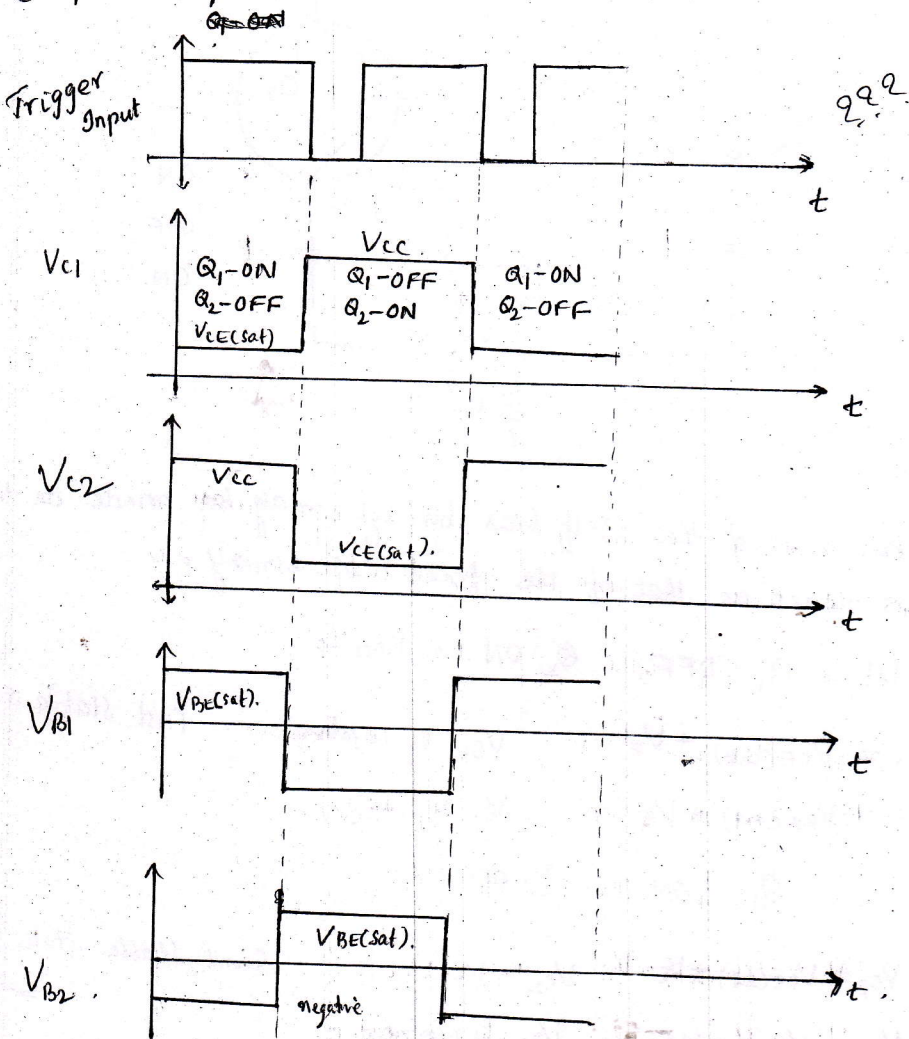 Trigger
Input
???
t
VC1
VCC.
Q1-ON
Q2-OFF
VCE(sat)
Q1-OFF
Q2-ON
Q1-ON
Q2-OFF
t
VC2
Vcc
VCE(sat).
t
VB1
VBE(sat).
t
VB2.
VBE(sat).
negative
t.